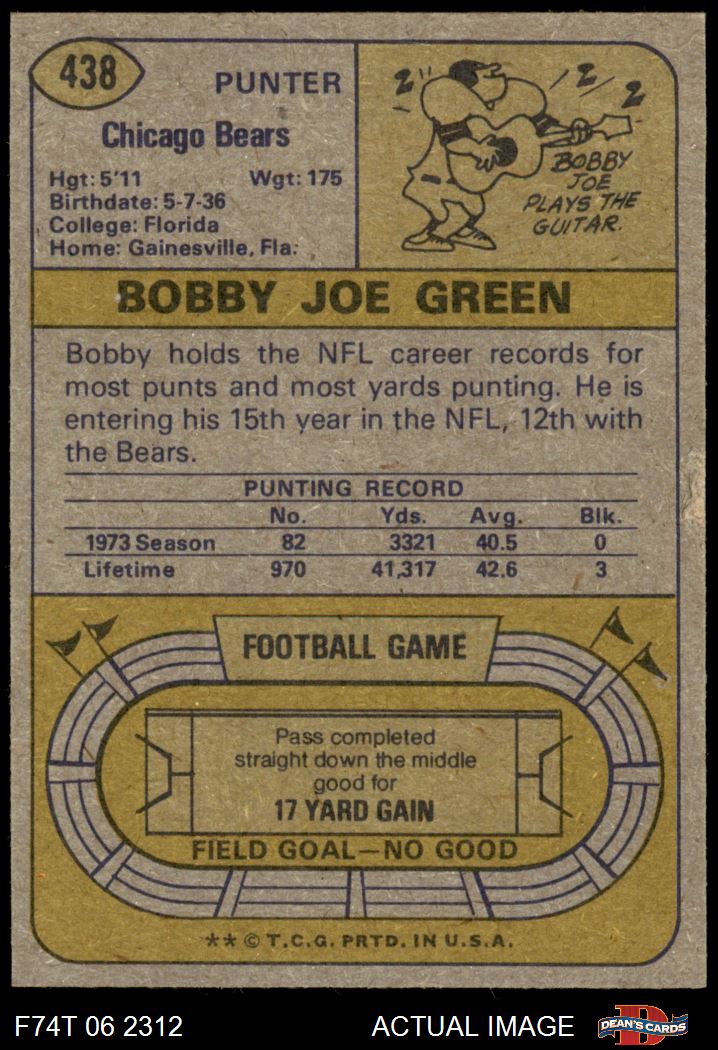 438
PUNTER
Chicago Bears
Hgt: 5'11 Wgt: 175
Birthdate: 5-7-36
College: Florida
Home: Gainesville, Fla.
2 2 2
BOBBY
JOE
PLAYS THE
GUITAR.
BOBBY JOE GREEN
Bobby holds the NFL career records for
most punts and most yards punting. He is
entering his 15th year in the NFL, 12th with
the Bears.
PUNTING RECORD
No. Yds. Avg. Blk.
1973 Season 82 3321 40.5 0
Lifetime 970 41,317 42.6 3
FOOTBALL GAME
Pass completed
straight down the middle
good for
17 YARD GAIN
FIELD GOAL—NO GOOD
** © T.C.G. PRTD. IN U.S.A.
F74T 06 2312 ACTUAL IMAGE D DEAN'S CARDS